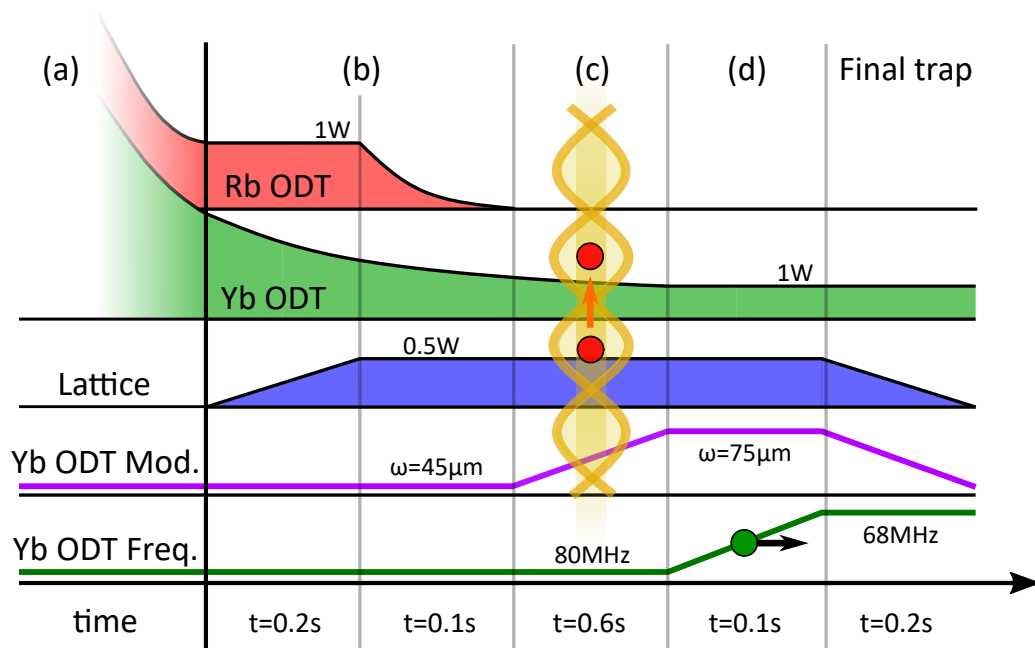 (a)
(b)
(c)
(d)
Final trap
1W
Rb ODT
Yb ODT
1W
Lattice
0.5W
Yb ODT Mod.
ω=45μm
ω=75μm
Yb ODT Freq.
80MHz
68MHz
time
t=0.2s
t=0.1s
t=0.6s
t=0.1s
t=0.2s